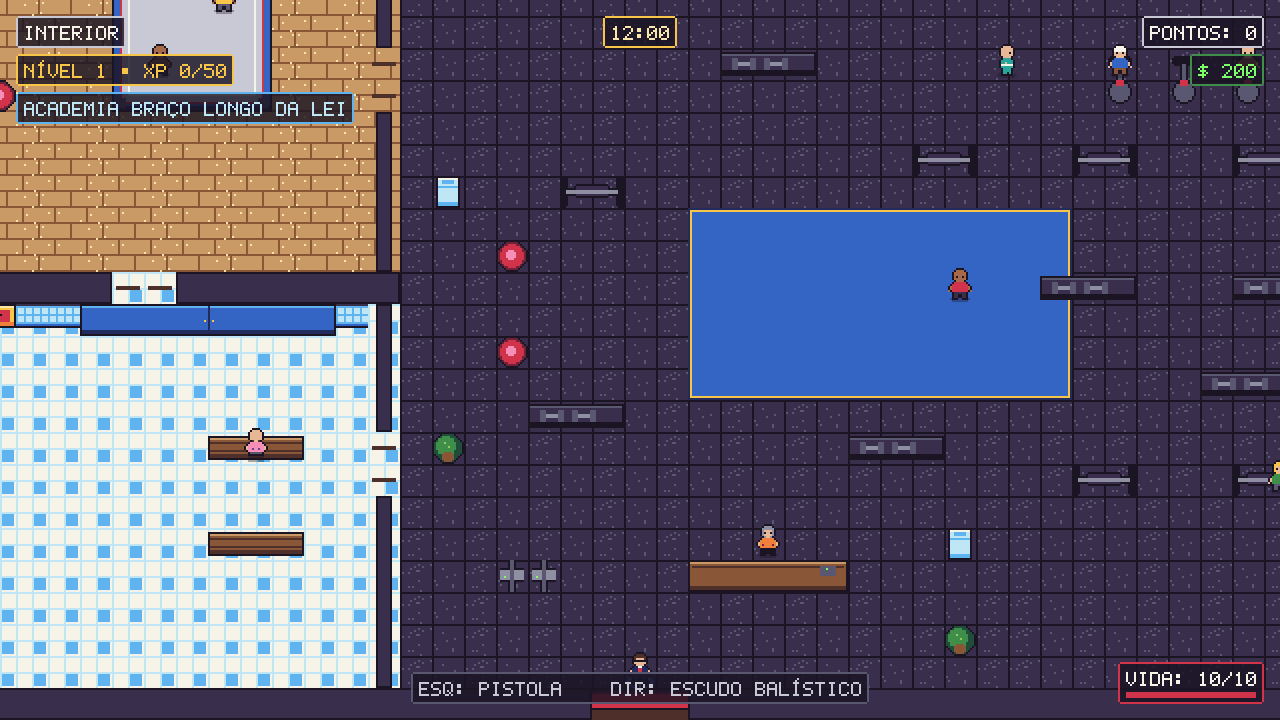 INTERIOR
12:00
PONTOS: 0
NÍVEL 1 ▪ XP 0/50
$ 200
ACADEMIA BRAÇO LONGO DA LEI
ESQ: PISTOLA DIR: ESCUDO BALÍSTICO
VIDA: 10/10